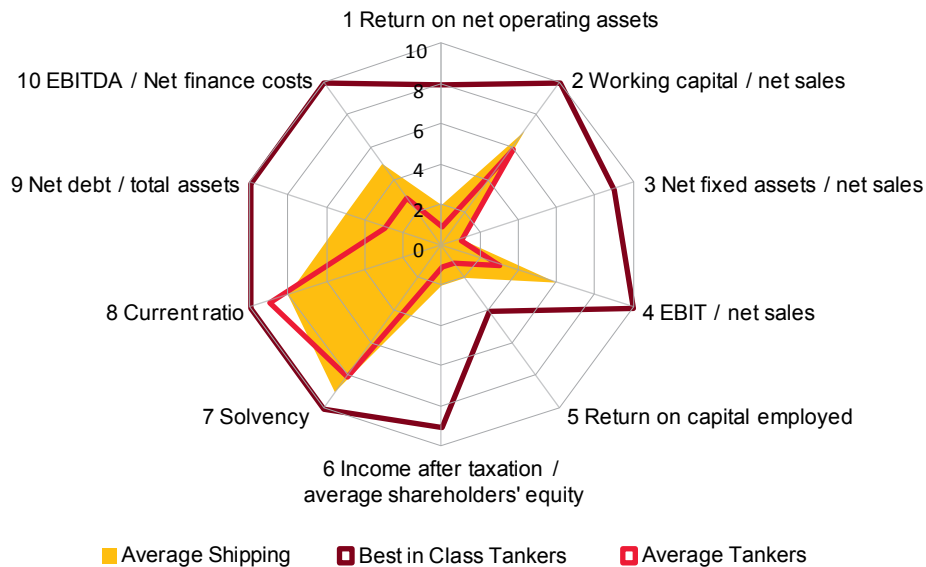 1 Return on net operating assets
10
10 EBITDA / Net finance costs
2 Working capital / net sales
8
6
9 Net debt / total assets
3 Net fixed assets / net sales
4
2
0
8 Current ratio
4 EBIT / net sales
7 Solvency
5 Return on capital employed
6 Income after taxation /
average shareholders' equity
Average Shipping
Best in Class Tankers
Average Tankers